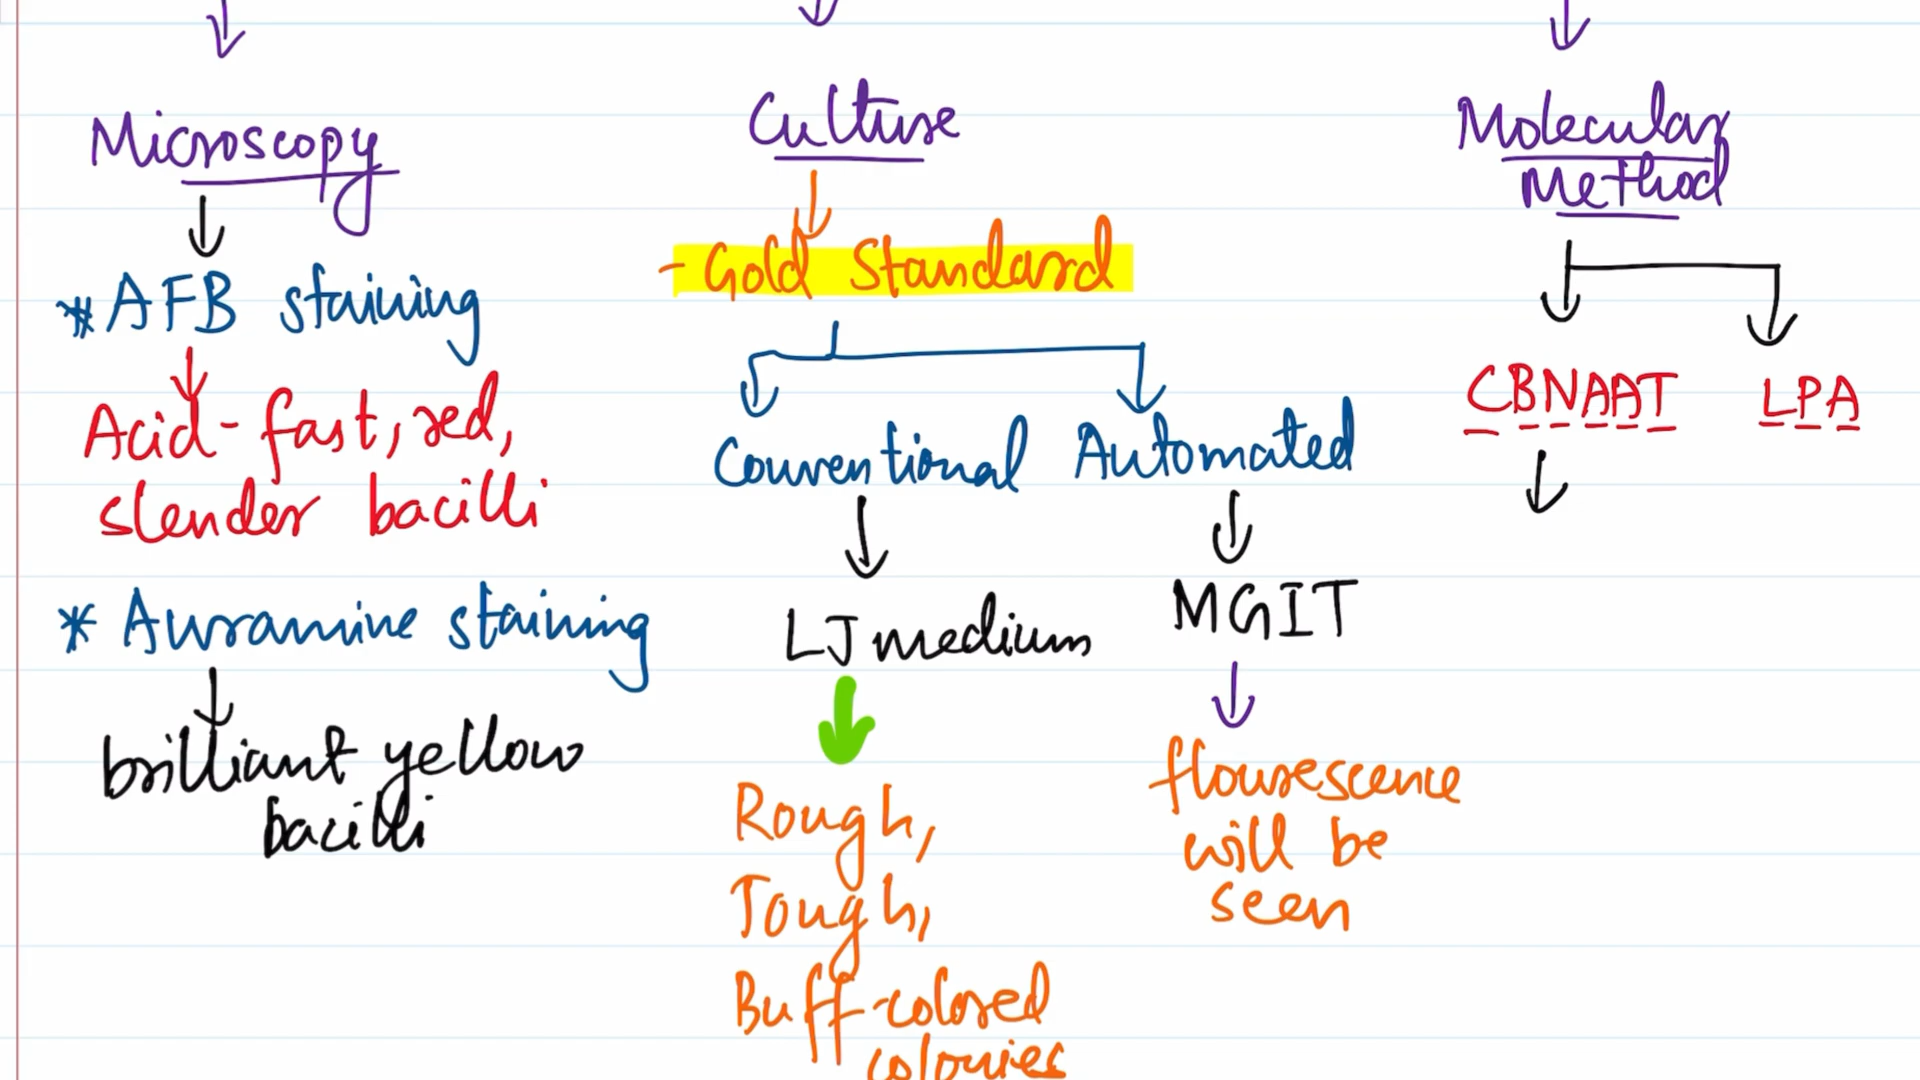 Microscopy
* AFB staining
Acid-fast, red,
slender bacilli
* Auramine staining
brilliant yellow
bacilli
Culture
- Gold Standard
Conventional
LJ medium
Rough,
Tough,
Buff-colored
colonies
Automated
MGIT
flourescence
will be
seen
Molecular
Method
CBNAAT
LPA